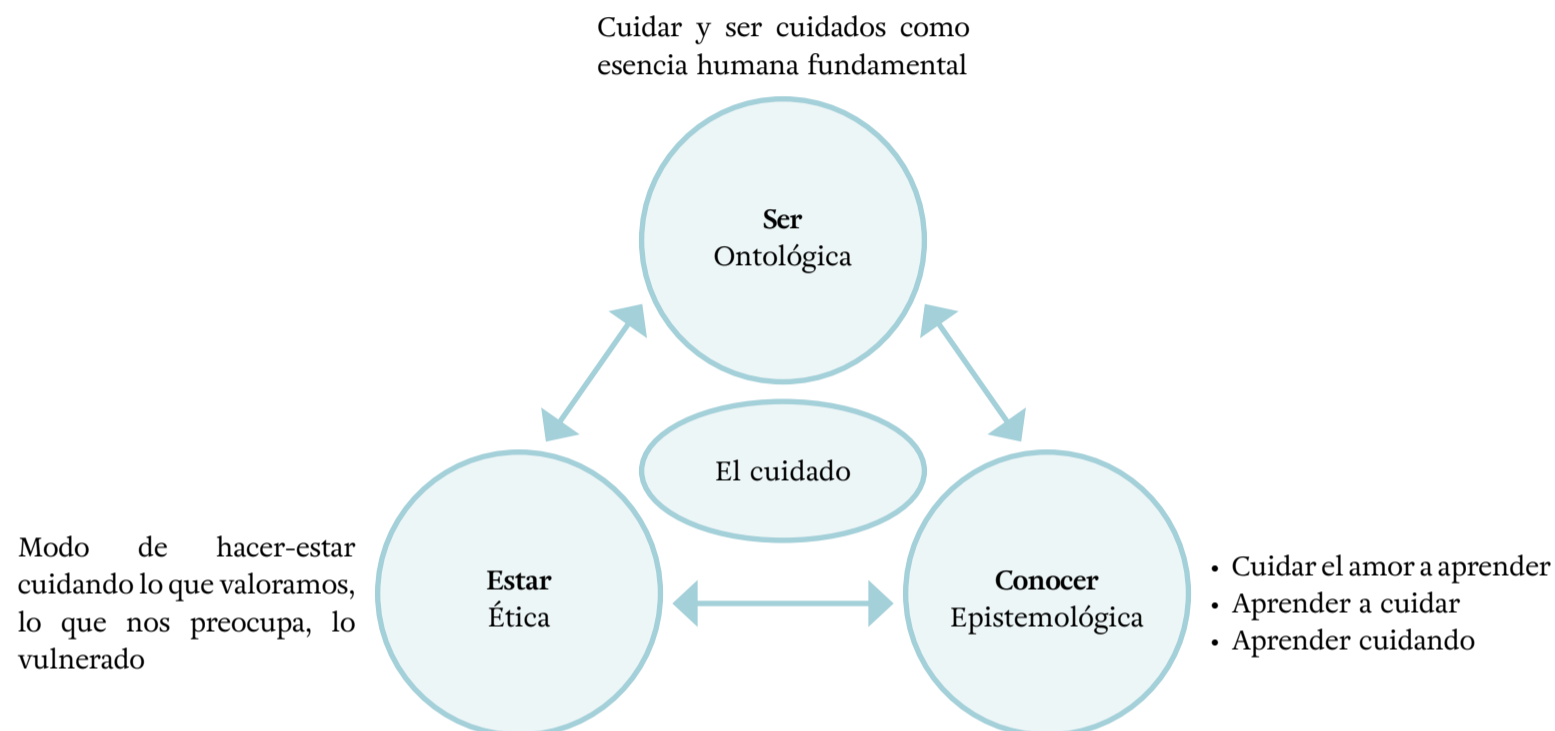 Cuidar y ser cuidados como
esencia humana fundamental
Ser
Ontológica
El cuidado
Modo de hacer-estar
cuidando lo que valoramos,
lo que nos preocupa, lo
vulnerado
Estar
Ética
Conocer
Epistemológica
• Cuidar el amor a aprender
• Aprender a cuidar
• Aprender cuidando